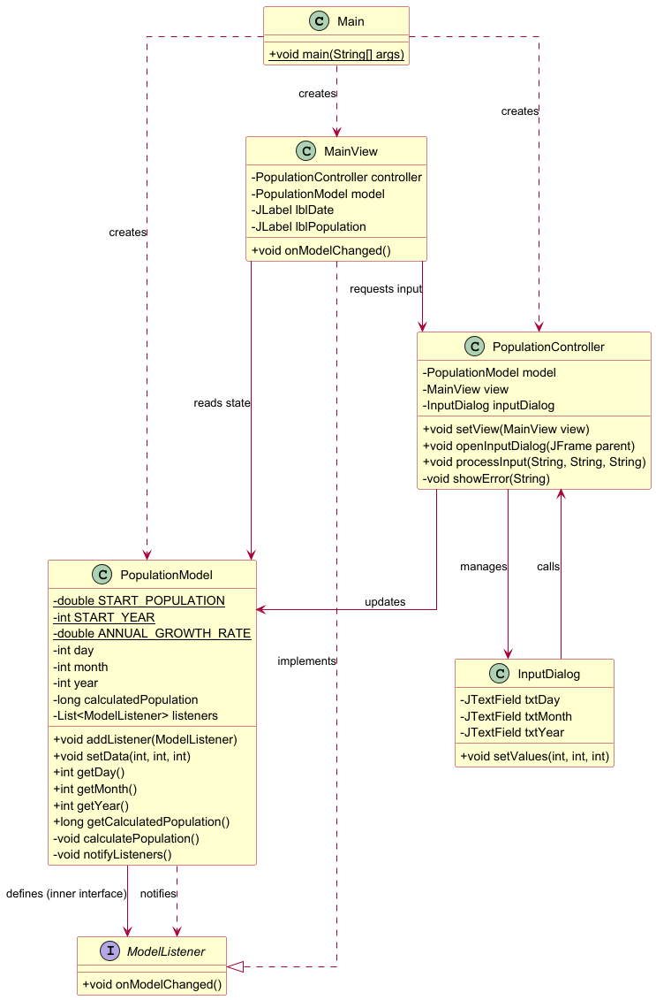 C Main
+void main(String[] args)
creates
creates
C MainView
-PopulationController controller
-PopulationModel model
-JLabel lblDate
-JLabel lblPopulation
+void onModelChanged()
creates
requests input
C PopulationController
-PopulationModel model
-MainView view
-InputDialog inputDialog
+void setView(MainView view)
+void openInputDialog(JFrame parent)
+void processInput(String, String, String)
-void showError(String)
reads state
manages
calls
C PopulationModel
-double START_POPULATION
-int START_YEAR
-double ANNUAL_GROWTH_RATE
-int day
-int month
-int year
-long calculatedPopulation
-List<ModelListener> listeners
+void addListener(ModelListener)
+void setData(int, int, int)
+int getDay()
+int getMonth()
+int getYear()
+long getCalculatedPopulation()
-void calculatePopulation()
-void notifyListeners()
updates
implements
C InputDialog
-JTextField txtDay
-JTextField txtMonth
-JTextField txtYear
+void setValues(int, int, int)
defines (inner interface)
notifies
I ModelListener
+void onModelChanged()